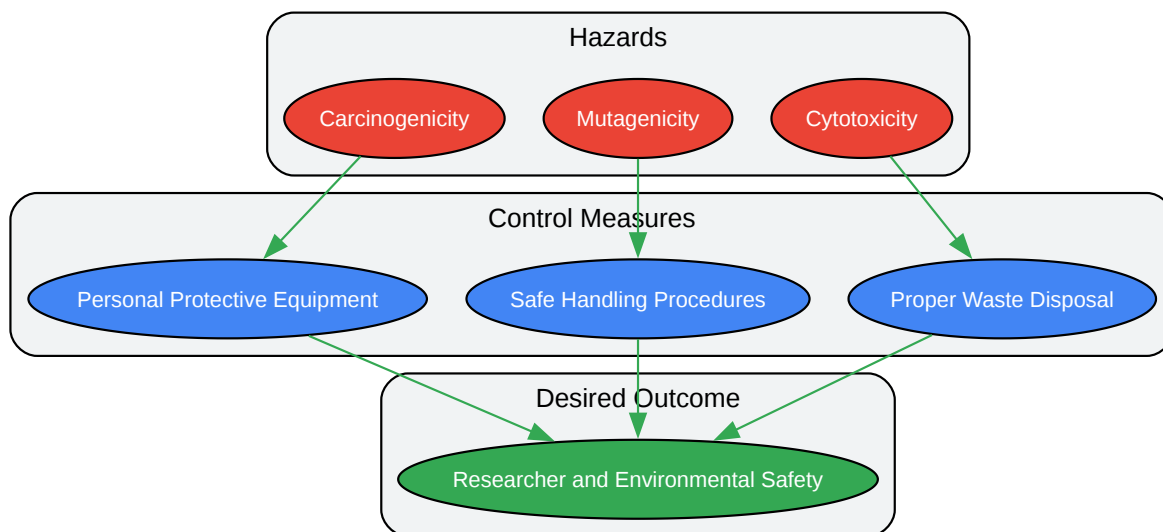 Hazards
Carcinogenicity
Mutagenicity
Cytotoxicity
Control Measures
Personal Protective Equipment
Safe Handling Procedures
Proper Waste Disposal
Desired Outcome
Researcher and Environmental Safety